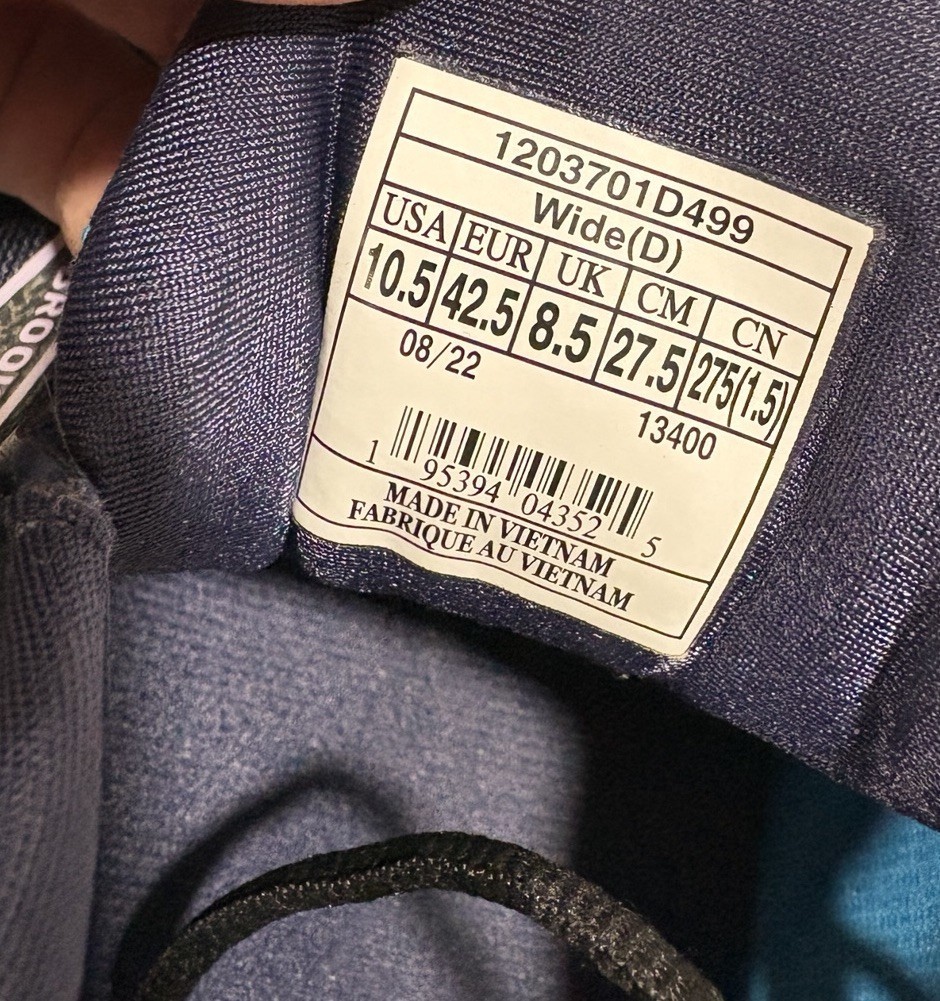 1203701D499
Wide(D)
USA EUR UK CM CN
10.5 42.5 8.5 27.5 275(1.5)
08/22
13400
1 95394 04352 5
MADE IN VIETNAM
FABRIQUE AU VIETNAM